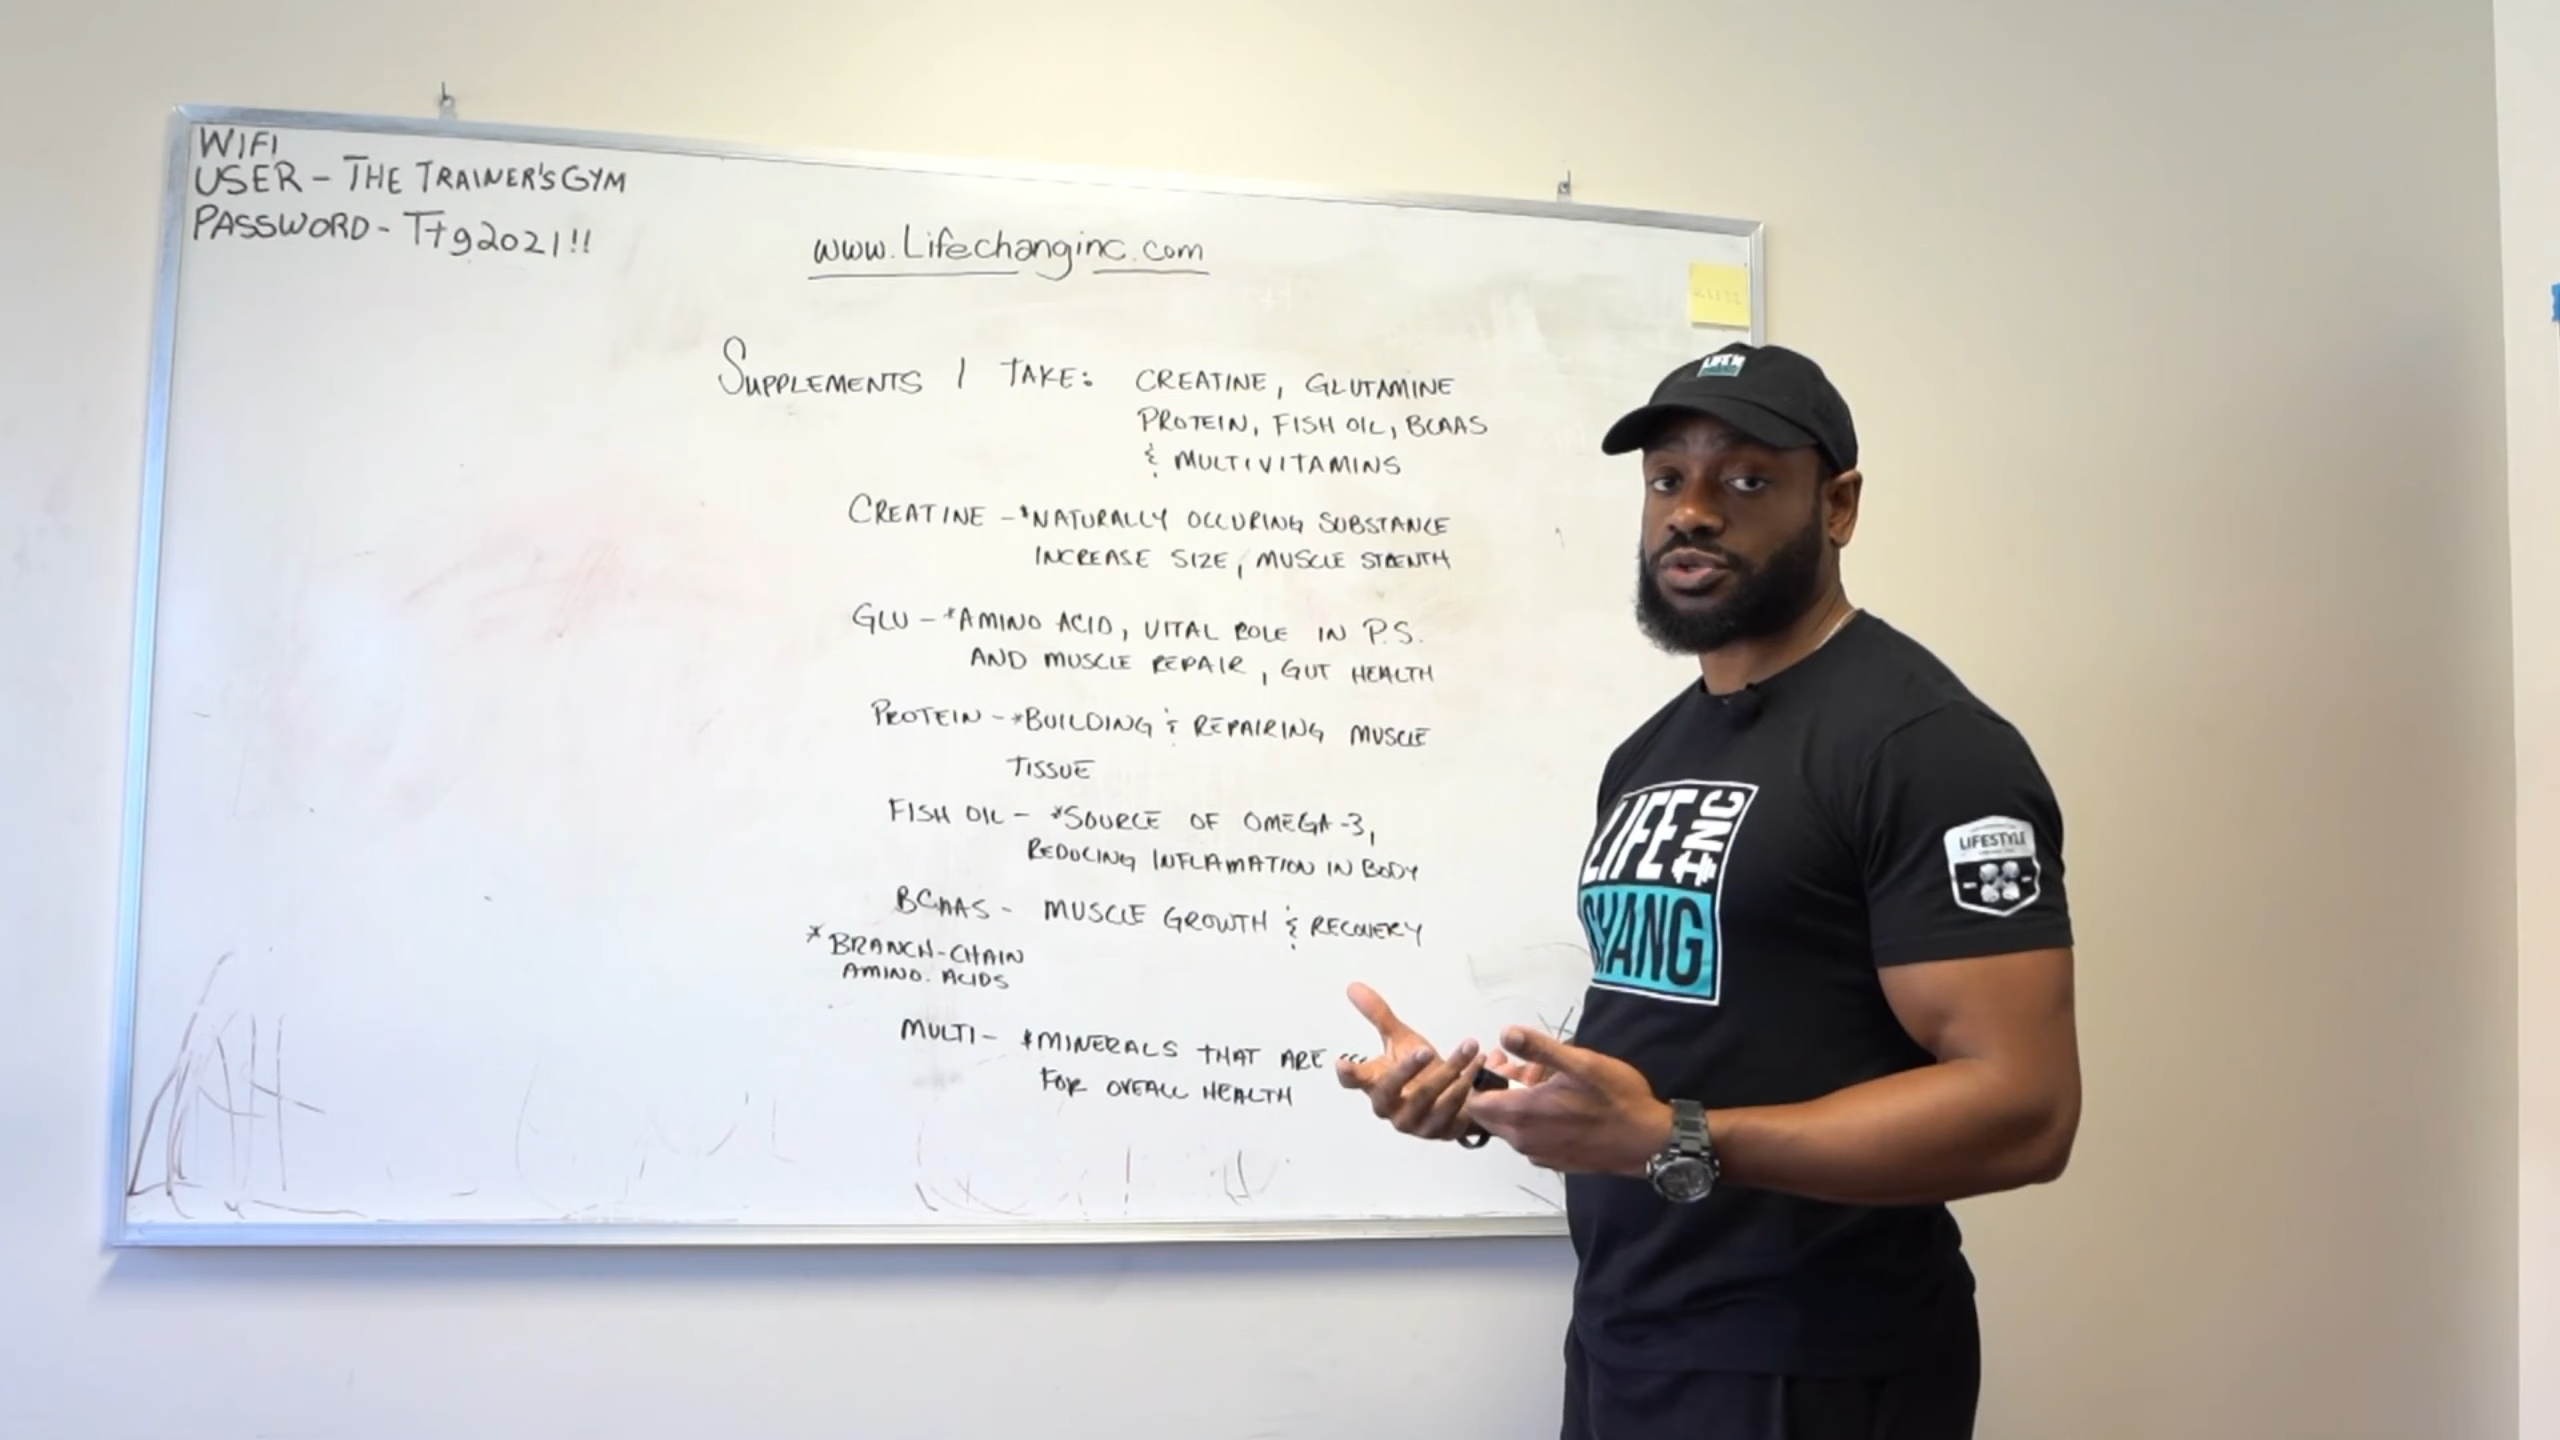 WIFI
USER - THE TRAINER'S GYM
PASSWORD - Ttg2021!!
www.Lifechanginc.com
SUPPLEMENTS I TAKE: CREATINE, GLUTAMINE
PROTEIN, FISH OIL, BCAAS
& MULTIVITAMINS
CREATINE - *NATURALLY OCCURING SUBSTANCE
INCREASE SIZE, MUSCLE STRENTH
GLU - *AMINO ACID, VITAL ROLE IN P.S.
AND MUSCLE REPAIR, GUT HEALTH
PROTEIN - *BUILDING & REPAIRING MUSCLE
TISSUE
FISH OIL - *SOURCE OF OMEGA-3,
REDUCING INFLAMATION IN BODY
BCAAS - MUSCLE GROWTH & RECOVERY
*BRANCH-CHAIN
AMINO. ACIDS
MULTI - *MINERALS THAT ARE
FOR OVEALL HEALTH
LIFE INC
CHANG
LIFESTYLE